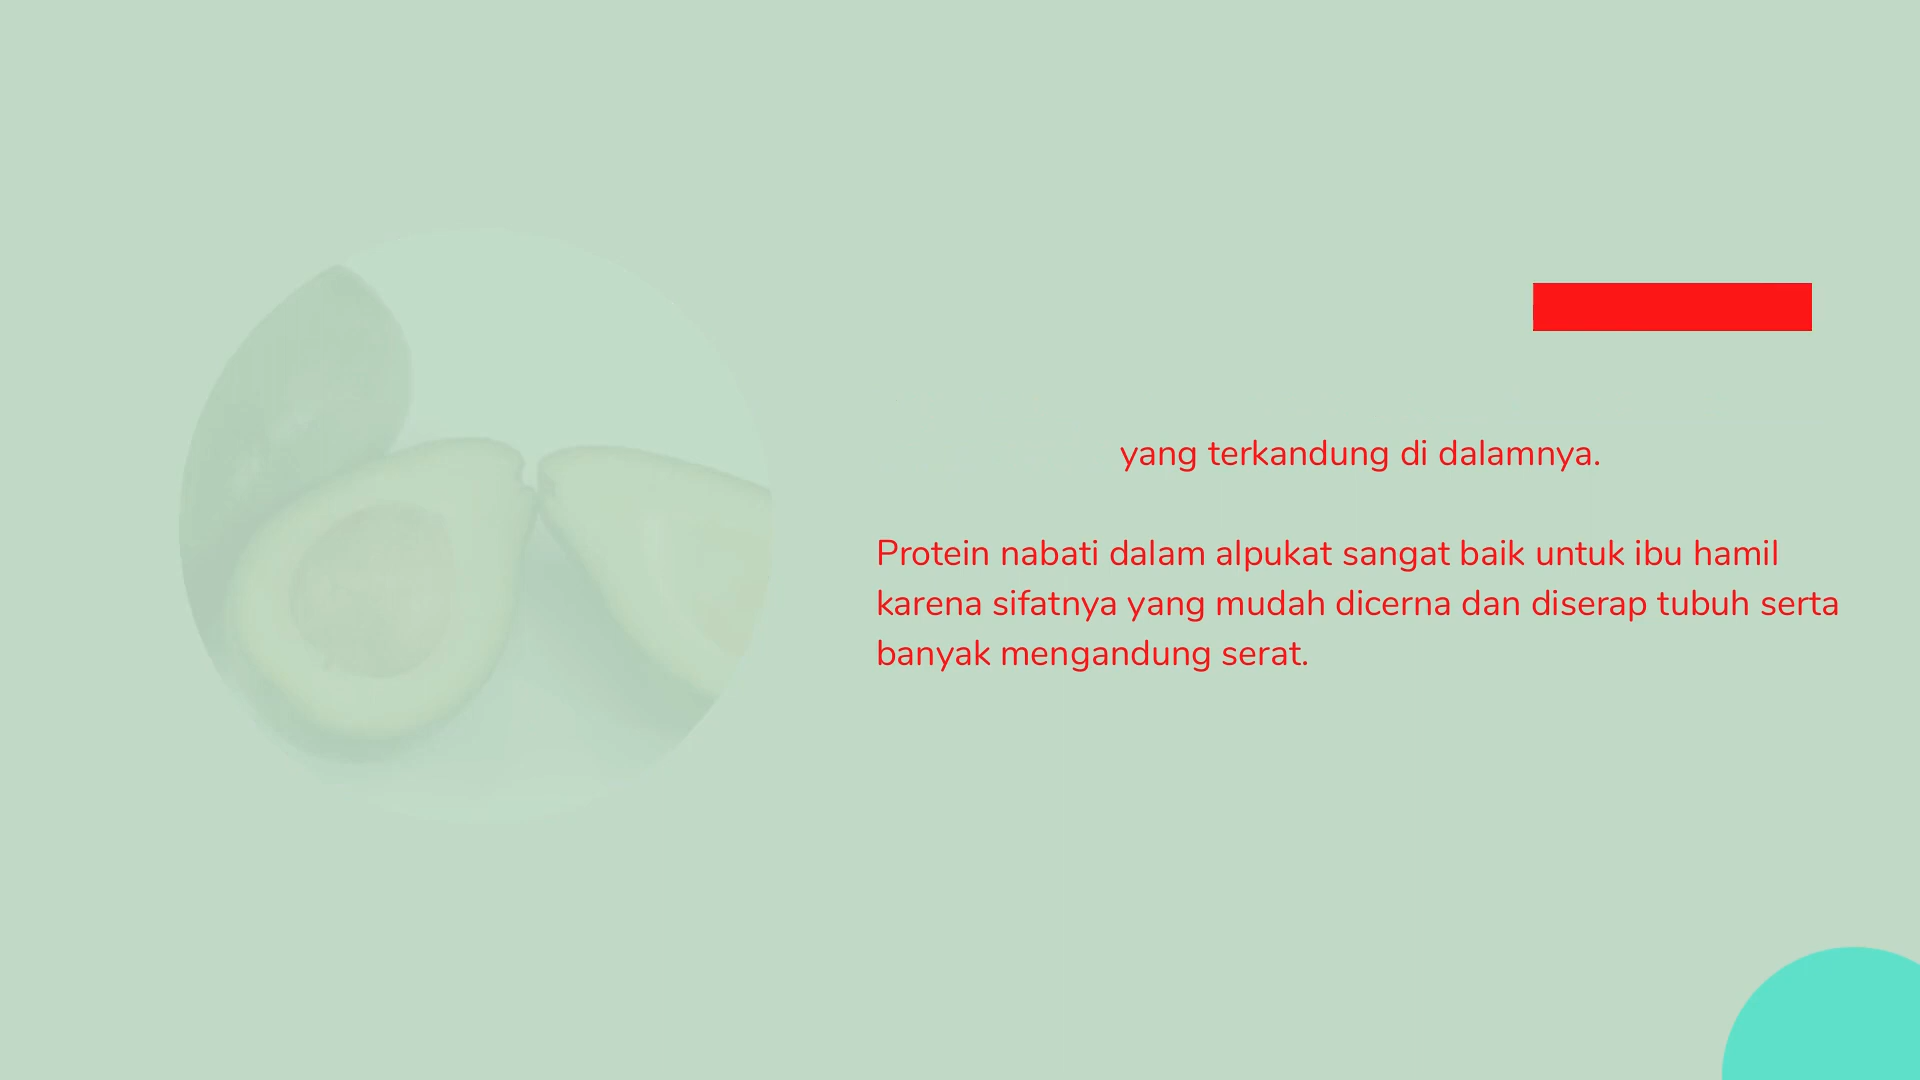 yang terkandung di dalamnya.
Protein nabati dalam alpukat sangat baik untuk ibu hamil
karena sifatnya yang mudah dicerna dan diserap tubuh serta
banyak mengandung serat.